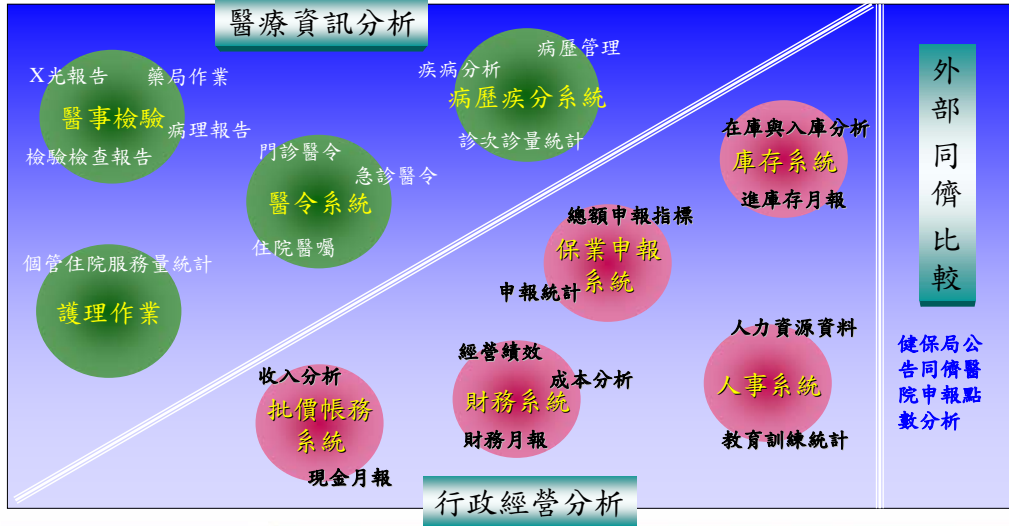 醫療資訊分析
X光報告
藥局作業
醫事檢驗
病理報告
檢驗檢查報告
門診醫令
急診醫令
醫令系統
住院醫囑
病歷管理
疾病分析
病歷疾分系統
診次診量統計
個管住院服務量統計
護理作業
在庫與入庫分析
庫存系統
進庫存月報
總額申報指標
保業申報
系統
申報統計
收入分析
批價帳務
系統
現金月報
經營績效
成本分析
財務系統
財務月報
人力資源資料
人事系統
教育訓練統計
行政經營分析
外
部
同
儕
比
較
健保局公
告同儕醫
院申報點
數分析